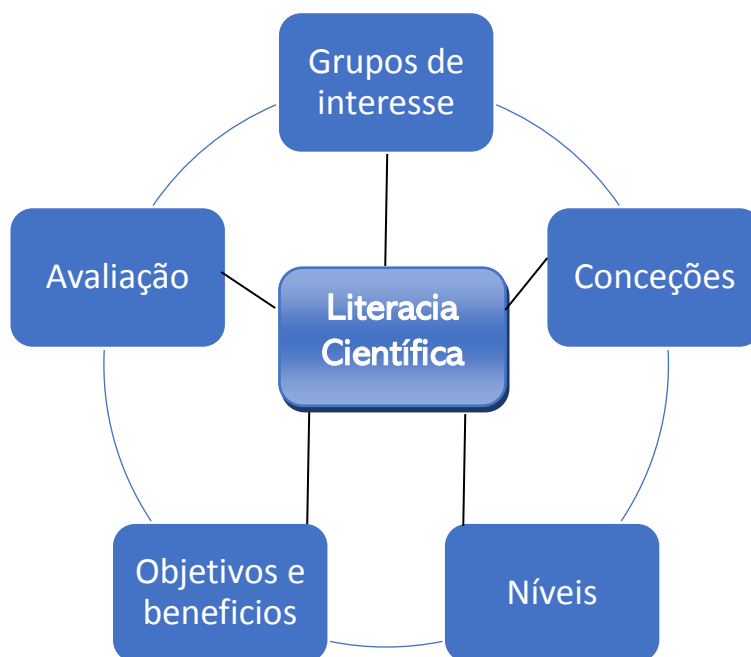 Grupos de
interesse
Avaliação
Conceções
Literacia
Científica
Objetivos e
beneficios
Níveis